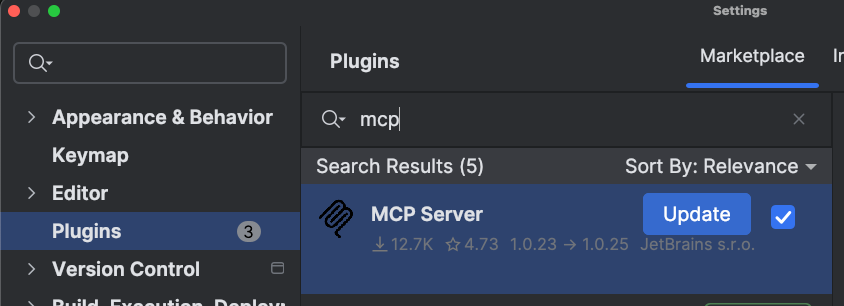 Settings
Plugins
Marketplace
mcp
Appearance & Behavior
Keymap
Editor
Plugins 3
Version Control
Search Results (5)
Sort By: Relevance
MCP Server
Update
12.7K 4.73 1.0.23 → 1.0.25 JetBrains s.r.o.